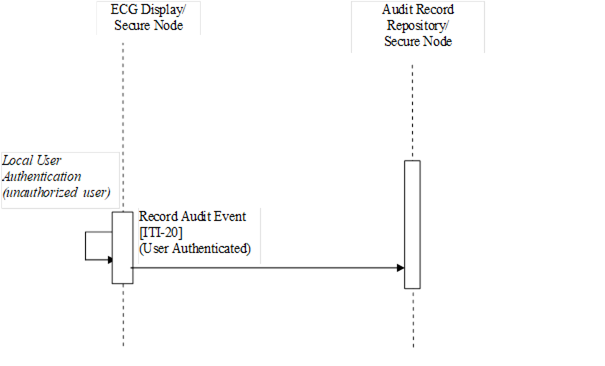 ECG Display/
Secure Node
Audit Record
Repository/
Secure Node
Local User
Authentication
(unauthorized user)
Record Audit Event
[ITI-20]
(User Authenticated)